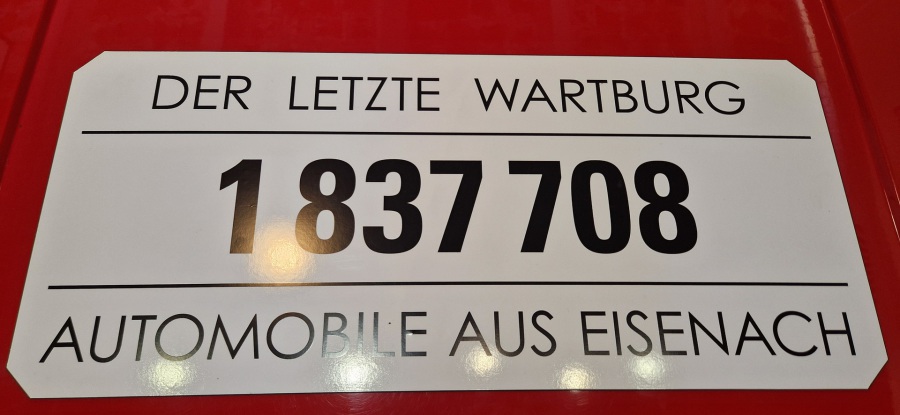 DER LETZTE WARTBURG
1 837 708
AUTOMOBILE AUS EISENACH